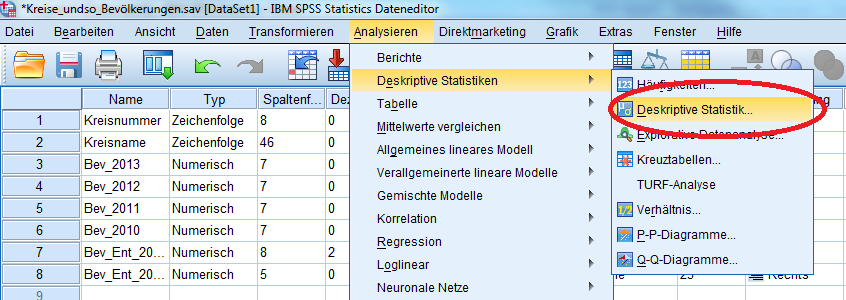 *Kreise_undso_Bevölkerungen.sav [DataSet1] - IBM SPSS Statistics Dateneditor
Datei Bearbeiten Ansicht Daten Transformieren Analysieren Direktmarketing Grafik Extras Fenster Hilfe
Berichte
Deskriptive Statistiken
Tabelle
Mittelwerte vergleichen
Allgemeines lineares Modell
Verallgemeinerte lineare Modelle
Gemischte Modelle
Korrelation
Regression
Loglinear
Neuronale Netze
123 Häufigkeiten...
Deskriptive Statistik...
Explorative Datenanalyse...
Kreuztabellen...
TURF-Analyse
1/2 Verhältnis...
P-P-Diagramme...
Q-Q-Diagramme...
Name Typ Spaltenf... Dez
1 Kreisnummer Zeichenfolge 8 0
2 Kreisname Zeichenfolge 46 0
3 Bev_2013 Numerisch 7 0
4 Bev_2012 Numerisch 7 0
5 Bev_2011 Numerisch 7 0
6 Bev_2010 Numerisch 7 0
7 Bev_Ent_20... Numerisch 8 2
8 Bev_Ent_20... Numerisch 5 0 Rechts